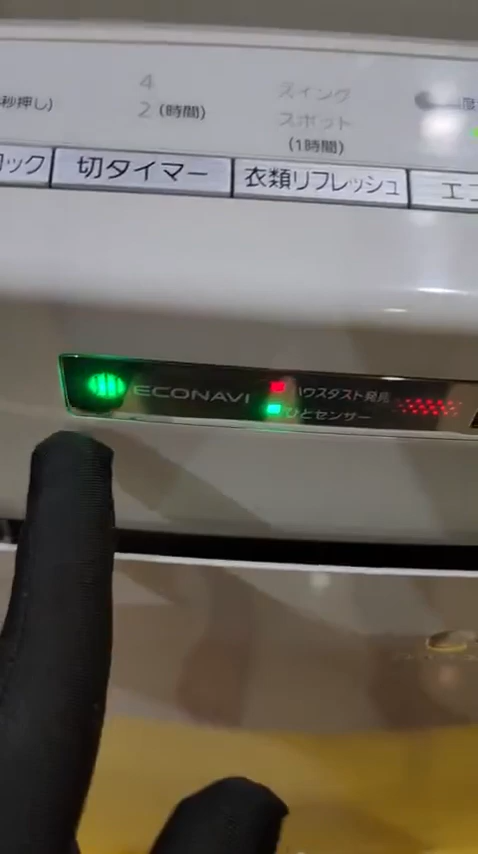 4
スイング
秒押し)
2 (時間)
スポット
(1時間)
ック
切タイマー
衣類リフレッシュ
エコ
ECONAVI
ハウスダスト発見
ひとセンサー